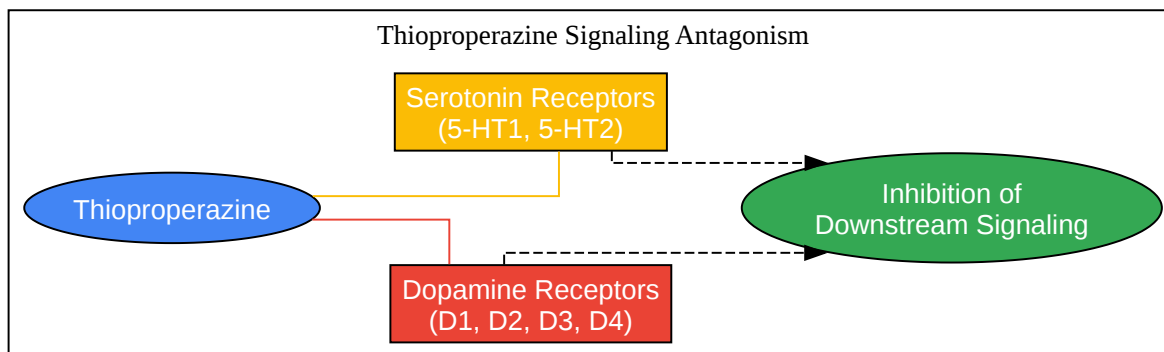 Thioproperazine Signaling Antagonism
Serotonin Receptors
(5-HT1, 5-HT2)
Thioproperazine
Inhibition of
Downstream Signaling
Dopamine Receptors
(D1, D2, D3, D4)